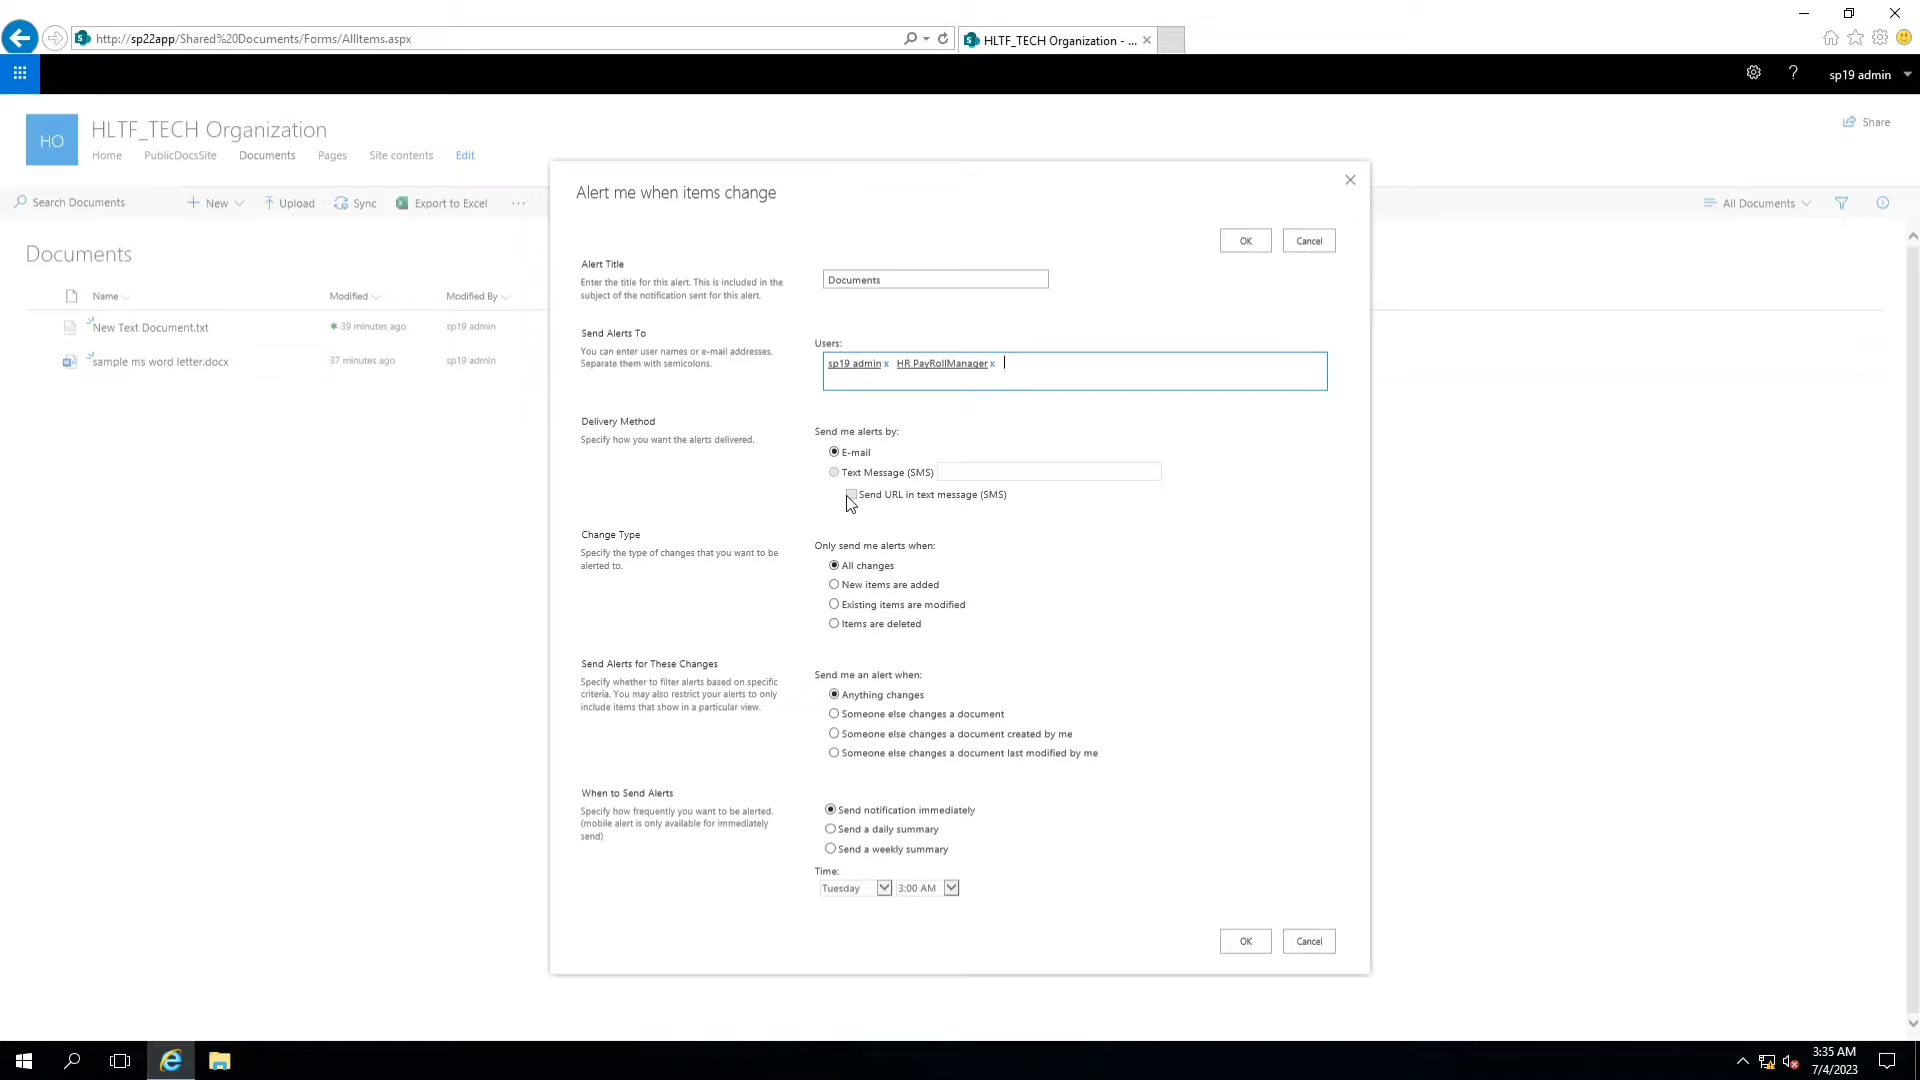 http://sp22app/Shared%20Documents/Forms/AllItems.aspx
HLTF_TECH Organization - ...
?
sp19 admin
HO
HLTF_TECH Organization
Share
Home
PublicDocsSite
Documents
Pages
Site contents
Edit
Search Documents
New
Upload
Sync
Export to Excel
...
All Documents
Documents
Name
Modified
Modified By
New Text Document.txt
39 minutes ago
sp19 admin
sample ms word letter.docx
37 minutes ago
sp19 admin
Alert me when items change
OK
Cancel
Alert Title
Enter the title for this alert. This is included in the
subject of the notification sent for this alert.
Documents
Send Alerts To
You can enter user names or e-mail addresses.
Separate them with semicolons.
Users:
sp19 admin x HR PayRollManager x
Delivery Method
Specify how you want the alerts delivered.
Send me alerts by:
E-mail
Text Message (SMS)
Send URL in text message (SMS)
Change Type
Specify the type of changes that you want to be
alerted to.
Only send me alerts when:
All changes
New items are added
Existing items are modified
Items are deleted
Send Alerts for These Changes
Specify whether to filter alerts based on specific
criteria. You may also restrict your alerts to only
include items that show in a particular view.
Send me an alert when:
Anything changes
Someone else changes a document
Someone else changes a document created by me
Someone else changes a document last modified by me
When to Send Alerts
Specify how frequently you want to be alerted.
(mobile alert is only available for immediately
send)
Send notification immediately
Send a daily summary
Send a weekly summary
Time:
Tuesday
3:00 AM
OK
Cancel
3:35 AM
7/4/2023